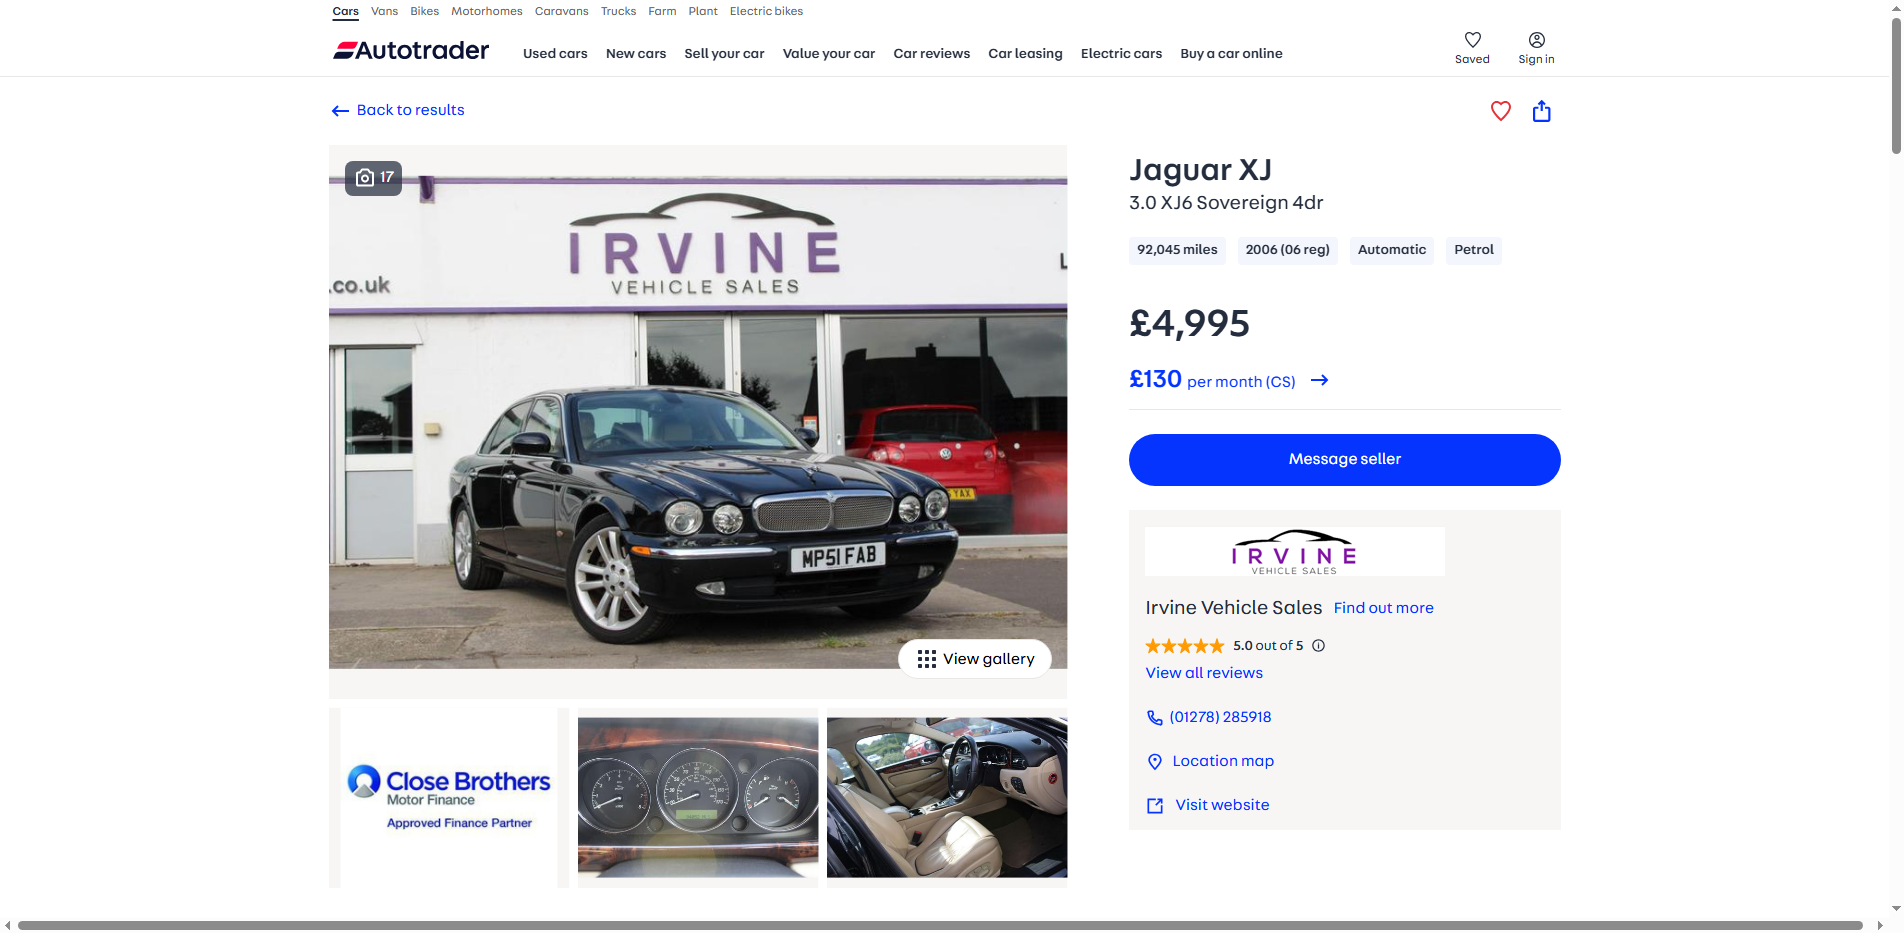 Cars Vans Bikes Motorhomes Caravans Trucks Farm Plant Electric bikes
Autotrader
Used cars New cars Sell your car Value your car Car reviews Car leasing Electric cars Buy a car online
Saved Sign in
Back to results
17
IRVINE
VEHICLE SALES
.co.uk
MP51 FAB
View gallery
Close Brothers
Motor Finance
Approved Finance Partner
Jaguar XJ
3.0 XJ6 Sovereign 4dr
92,045 miles 2006 (06 reg) Automatic Petrol
£4,995
£130 per month (CS)
Message seller
IRVINE
VEHICLE SALES
Irvine Vehicle Sales Find out more
5.0 out of 5
View all reviews
(01278) 285918
Location map
Visit website